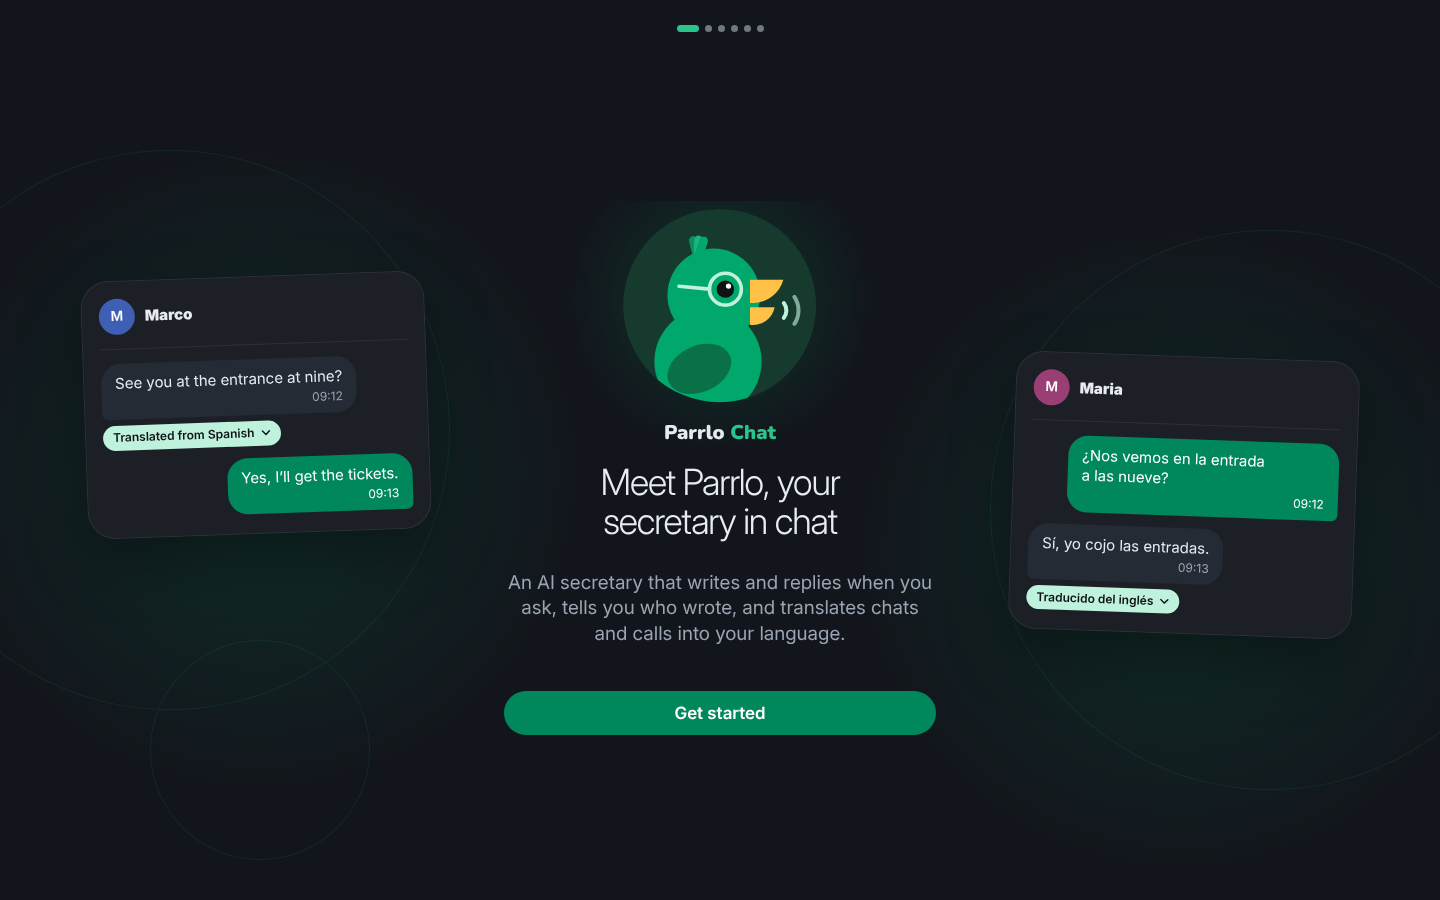 M
Marco
See you at the entrance at nine?
09:12
Translated from Spanish
Yes, I'll get the tickets.
09:13
Parrlo Chat
Meet Parrlo, your
secretary in chat
An AI secretary that writes and replies when you
ask, tells you who wrote, and translates chats
and calls into your language.
Get started
M
Maria
¿Nos vemos en la entrada
a las nueve?
09:12
Sí, yo cojo las entradas.
09:13
Traducido del inglés